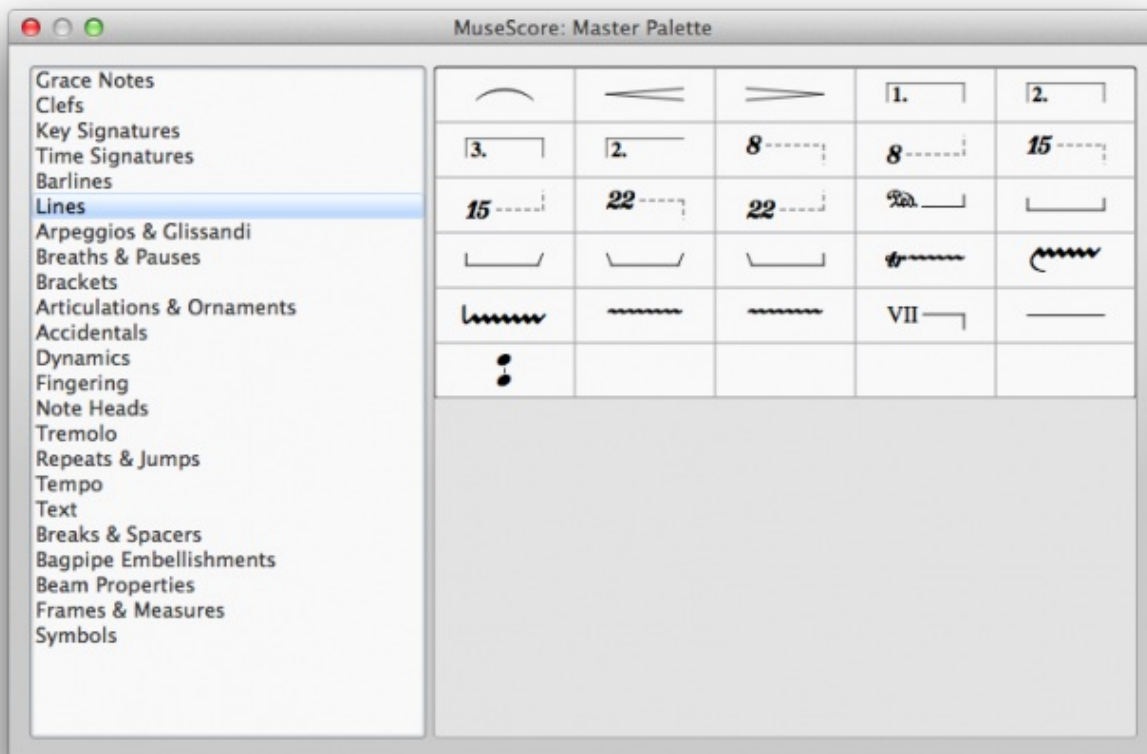 MuseScore: Master Palette
Grace Notes
Clefs
Key Signatures
Time Signatures
Barlines
Lines
Arpeggios & Glissandi
Breaths & Pauses
Brackets
Articulations & Ornaments
Accidentals
Dynamics
Fingering
Note Heads
Tremolo
Repeats & Jumps
Tempo
Text
Breaks & Spacers
Bagpipe Embellishments
Beam Properties
Frames & Measures
Symbols
1. 2.
3. 2. 8 8 15
15 22 22 Ped.
tr
VII